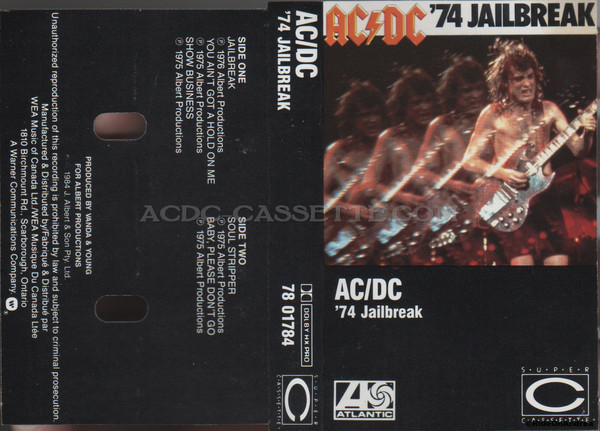 Unauthorized reproduction of this recording is prohibited by law and subject to criminal prosecution.
Manufactured & Distributed by/Fabriqué & Distribué par
WEA Music of Canada Ltd./WEA Musique Du Canada Ltée
1810 Birchmount Rd., Scarborough, Ontario
A Warner Communications Company.
PRODUCED BY VANDA & YOUNG
FOR ALBERT PRODUCTIONS
1984 J. Albert & Son Pty Ltd.
SIDE ONE
JAILBREAK
℗ 1976 Albert Productions
YOU AIN'T GOT A HOLD ON ME
℗ 1975 Albert Productions
SHOW BUSINESS
℗ 1975 Albert Productions
SIDE TWO
SOUL STRIPPER
℗ 1975 Albert Productions
BABY, PLEASE DON'T GO
℗ 1975 Albert Productions
AC/DC
'74 JAILBREAK
78 01784
DOLBY HX PRO
C
SUPER
CASSETTE
AC/DC '74 JAILBREAK
AC/DC
'74 Jailbreak
ATLANTIC
SUPER
C
CASSETTE
ACDC-CASSETTE.COM